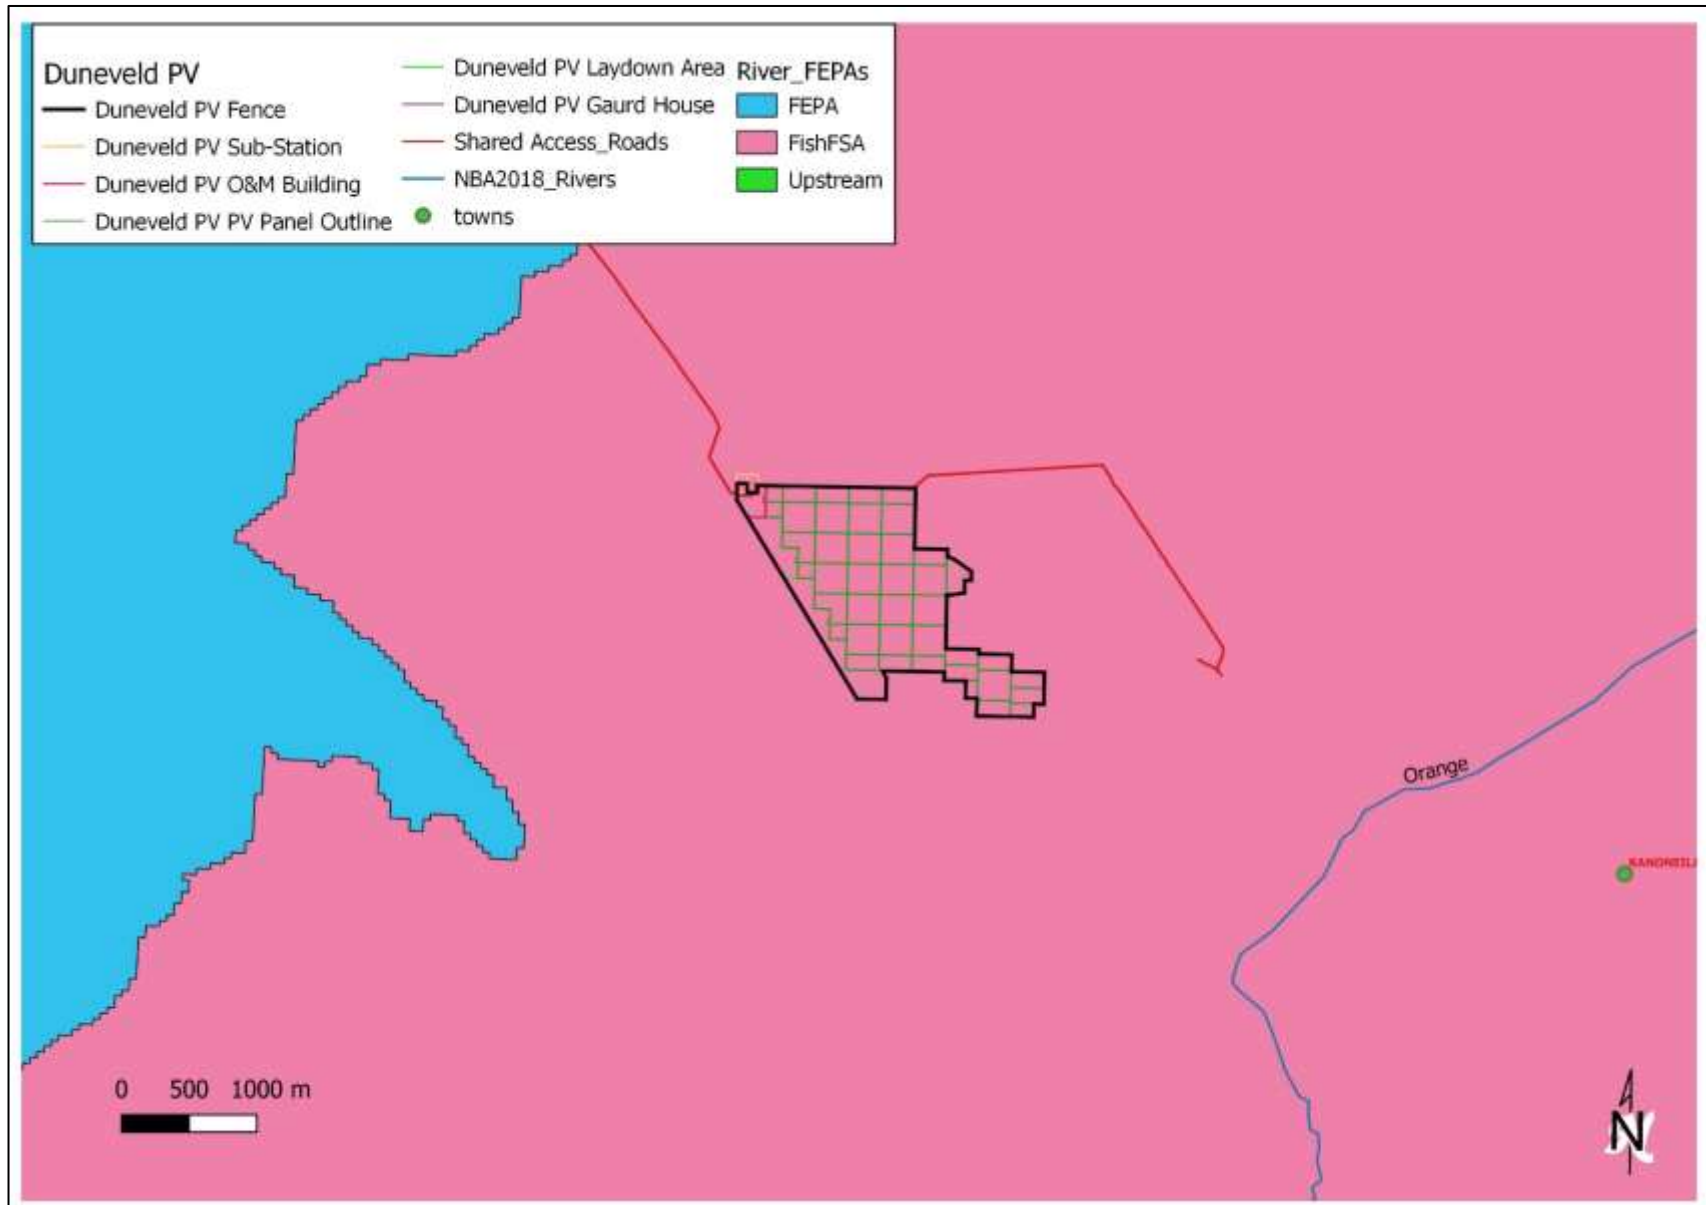 Duneveld PV
Duneveld PV Fence
Duneveld PV Sub-Station
Duneveld PV O&M Building
Duneveld PV PV Panel Outline
Duneveld PV Laydown Area
Duneveld PV Gaurd House
Shared Access_Roads
NBA2018_Rivers
towns
River_FEPAs
FEPA
FishFSA
Upstream
Orange
0 500 1000 m
N